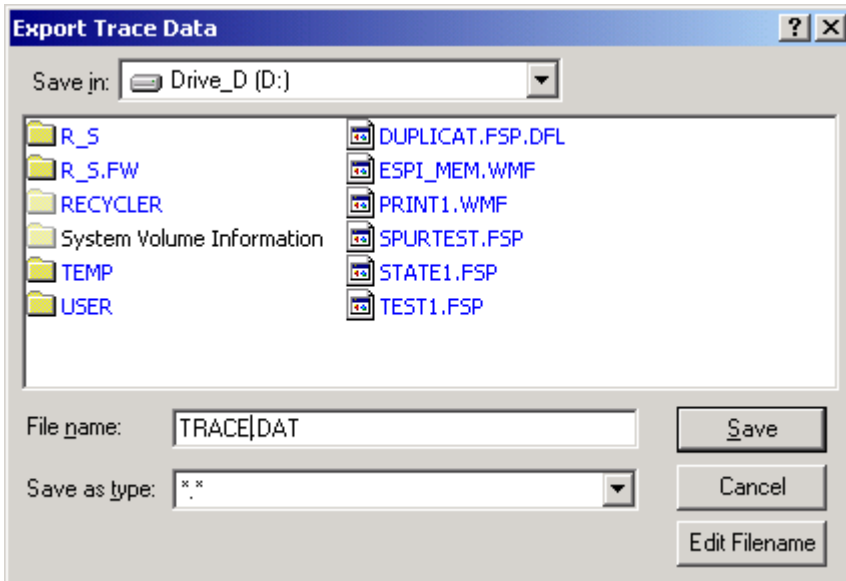 Export Trace Data
Save in: Drive_D (D:)
R_S
R_S.FW
RECYCLER
System Volume Information
TEMP
USER
DUPLICAT.FSP.DFL
ESPI_MEM.WMF
PRINT1.WMF
SPURTEST.FSP
STATE1.FSP
TEST1.FSP
File name: TRACE.DAT
Save
Save as type: *.*
Cancel
Edit Filename